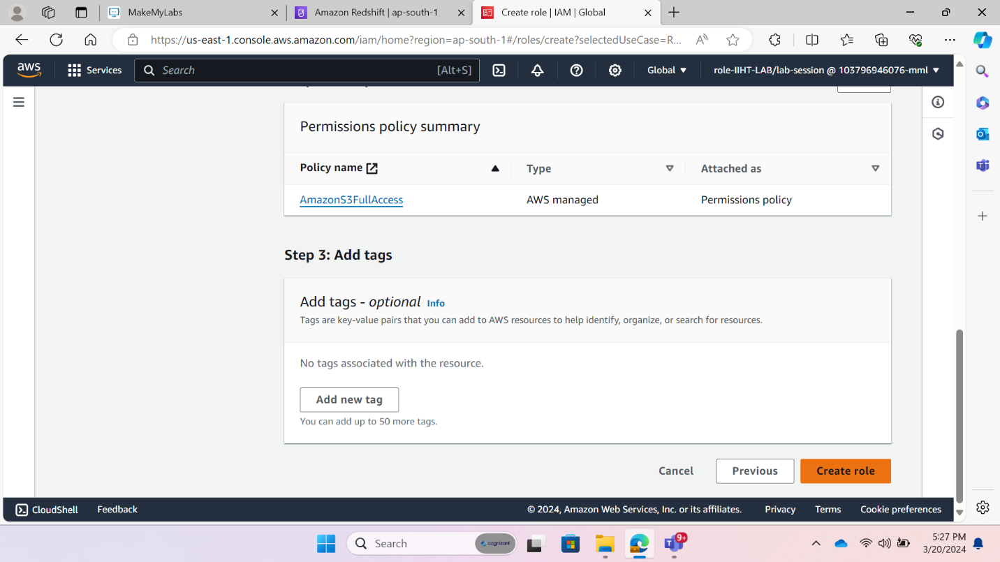 MakeMyLabs
Amazon Redshift | ap-south-1
Create role | IAM | Global
https://us-east-1.console.aws.amazon.com/iam/home?region=ap-south-1#/roles/create?selectedUseCase=R...
aws
Services
Search
[Alt+S]
Global
role-IIHT-LAB/lab-session @ 103796946076-mml
Permissions policy summary
Policy name
Type
Attached as
AmazonS3FullAccess
AWS managed
Permissions policy
Step 3: Add tags
Add tags - optional Info
Tags are key-value pairs that you can add to AWS resources to help identify, organize, or search for resources.
No tags associated with the resource.
Add new tag
You can add up to 50 more tags.
Cancel
Previous
Create role
CloudShell
Feedback
© 2024, Amazon Web Services, Inc. or its affiliates.
Privacy
Terms
Cookie preferences
Search
cognizant
9+
5:27 PM
3/20/2024